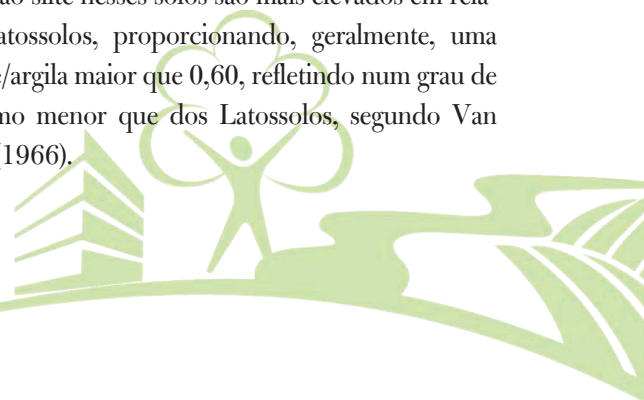 ão silte nesses solos são mais elevados em rela-
atossolos, proporcionando, geralmente, uma
e/argila maior que 0,60, refletindo num grau de
mo menor que dos Latossolos, segundo Van
(1966).